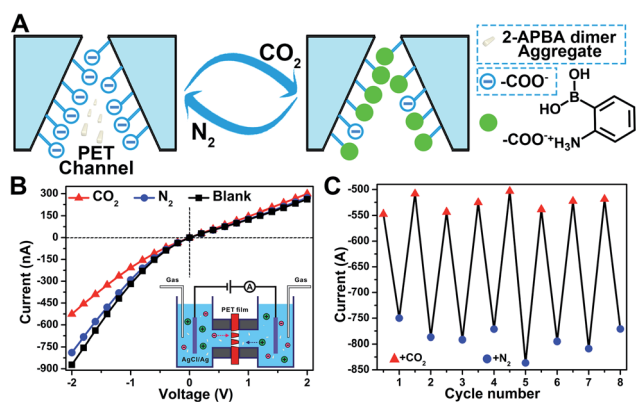 A
CO₂
N₂
PET
Channel
2-APBA dimer
Aggregate
-COO⁻
OH
B
HO
-COO⁻⁺H₃N
B
CO₂ N₂ Blank
Current (nA)
300
150
0
-150
-300
-450
-600
-750
-900
-2 -1 0 1 2
Voltage (V)
Gas
A
Gas
PET film
AgCl/Ag
C
Current (A)
-500
-550
-600
-650
-700
-750
-800
-850
+CO₂
+N₂
1 2 3 4 5 6 7 8
Cycle number